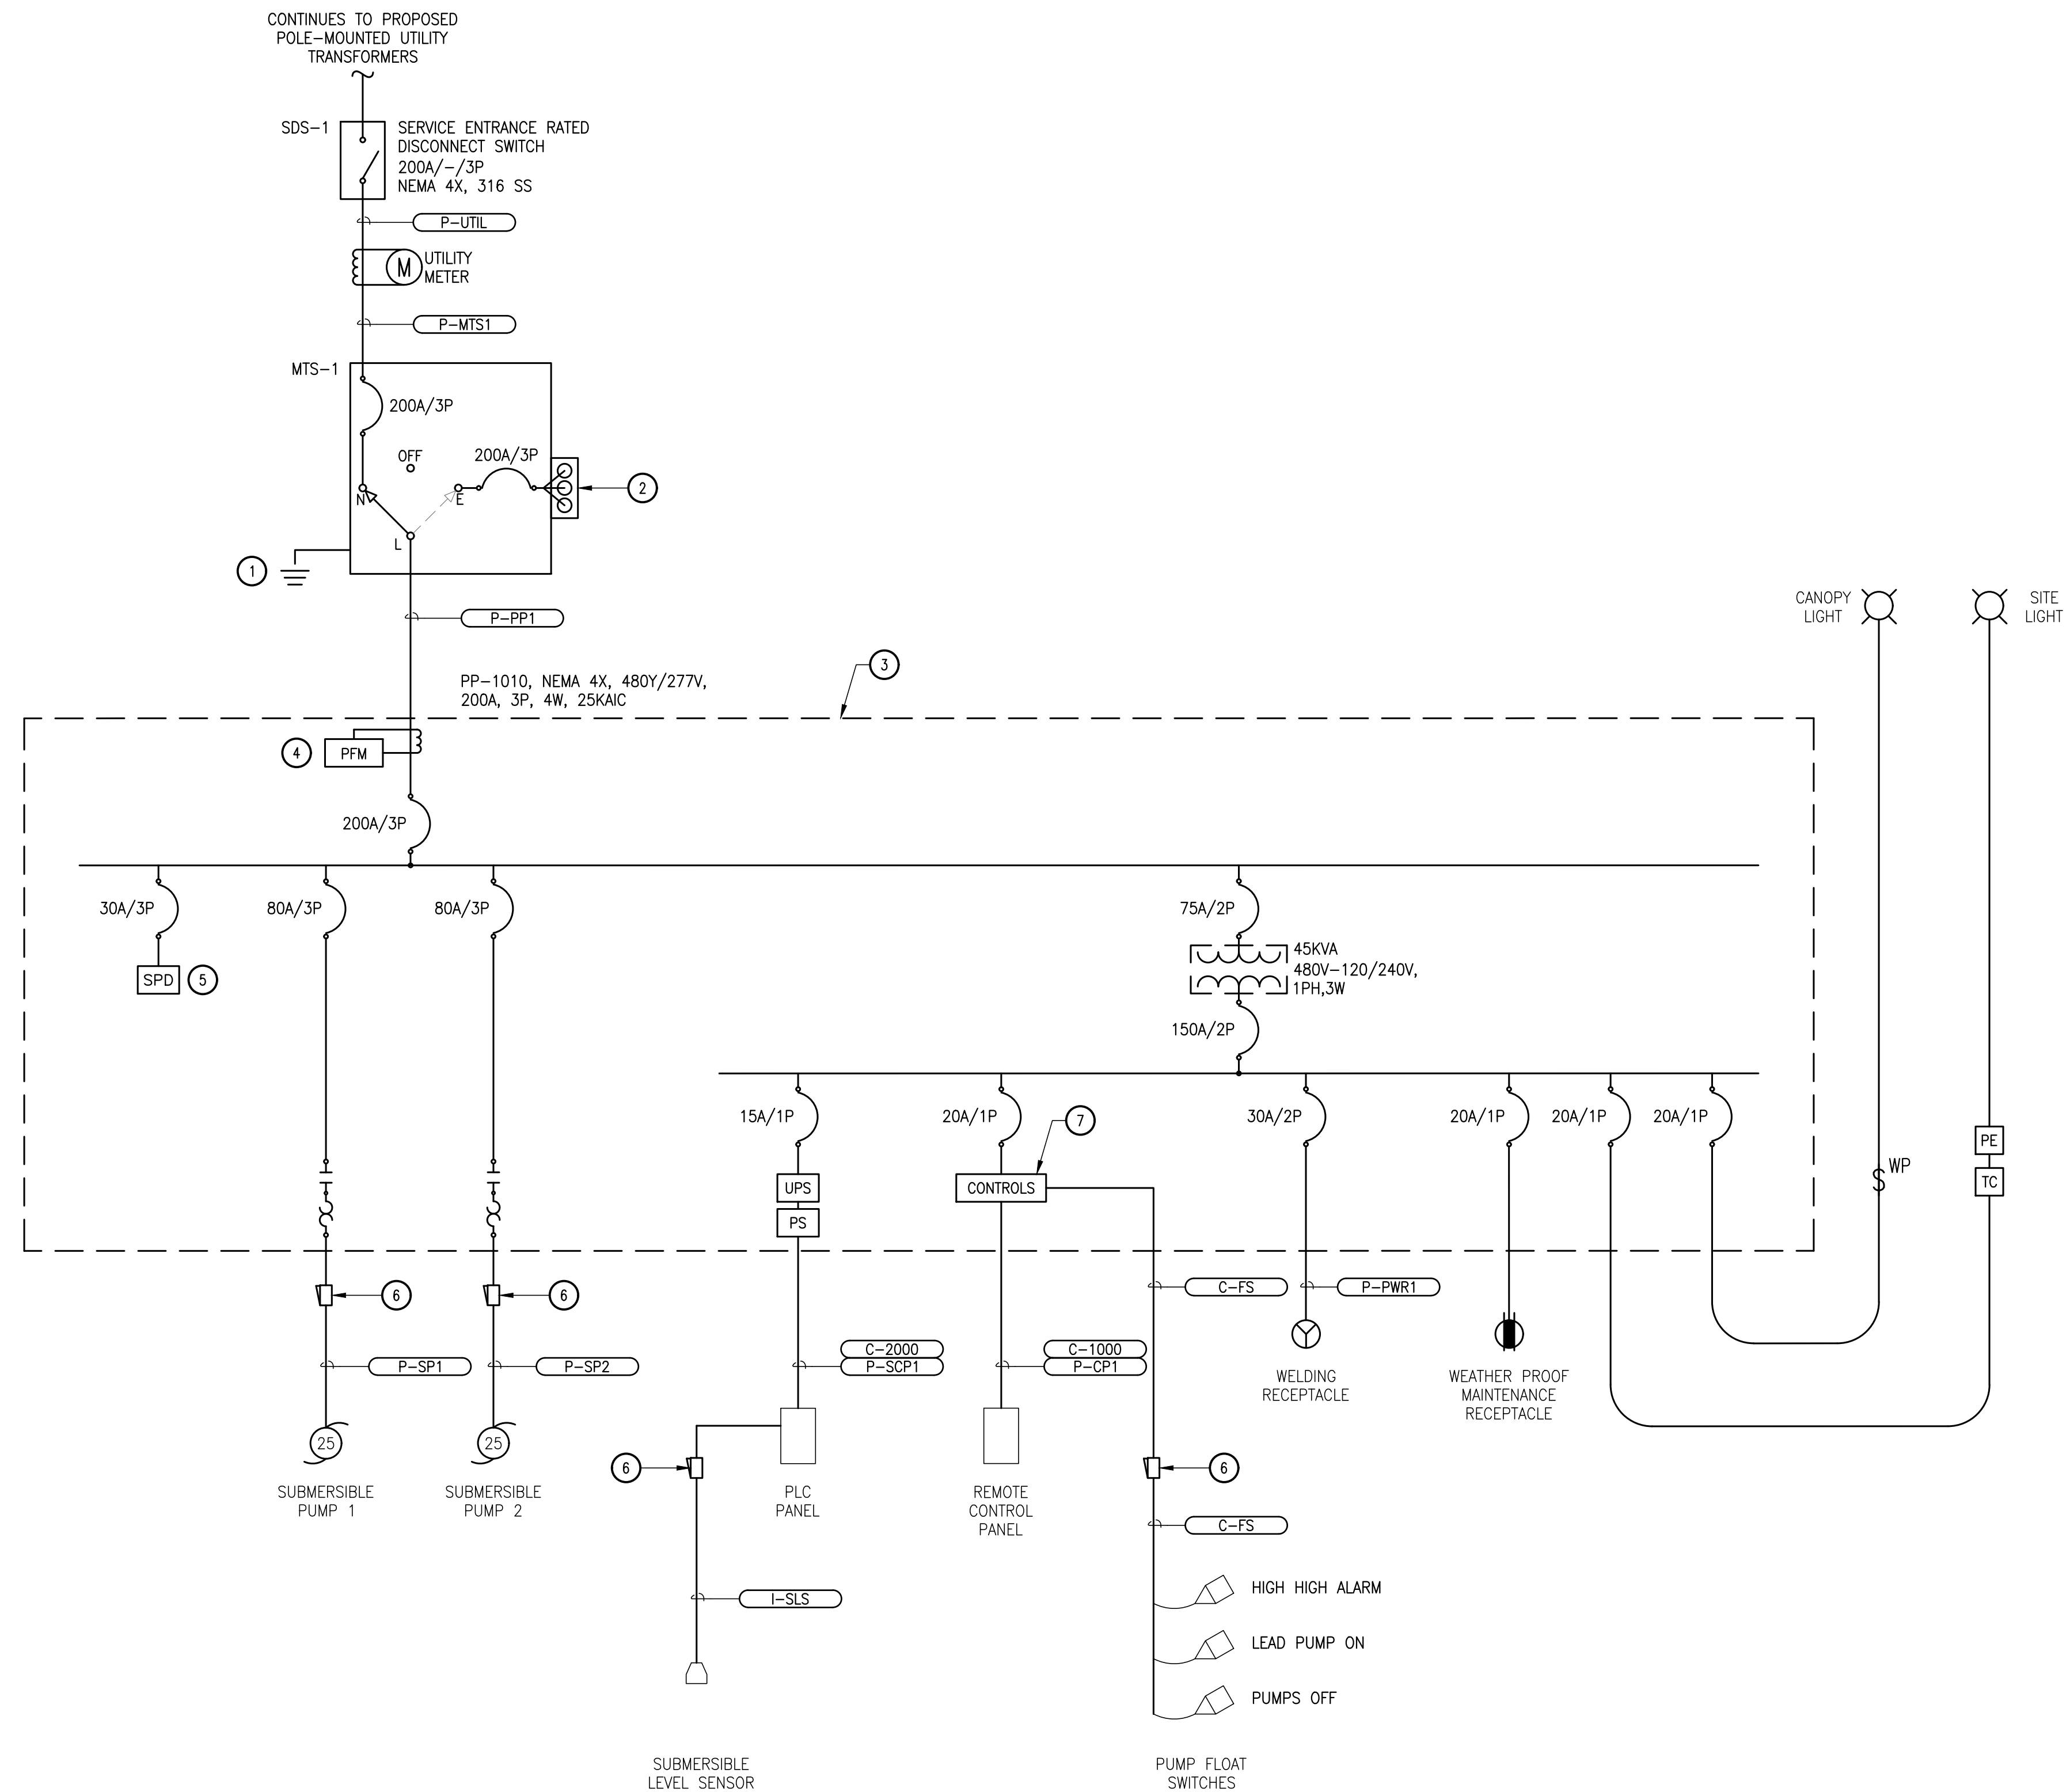 CONTINUES TO PROPOSED
POLE-MOUNTED UTILITY
TRANSFORMERS
SDS-1
SERVICE ENTRANCE RATED
DISCONNECT SWITCH
200A/-/3P
NEMA 4X, 316 SS
P-UTIL
M
UTILITY
METER
P-MTS1
MTS-1
200A/3P
OFF
200A/3P
N
E
L
2
1
P-PP1
CANOPY
LIGHT
SITE
LIGHT
3
PP-1010, NEMA 4X, 480Y/277V,
200A, 3P, 4W, 25KAIC
4
PFM
200A/3P
30A/3P
80A/3P
80A/3P
75A/2P
SPD
5
45KVA
480V-120/240V,
1PH,3W
150A/2P
15A/1P
20A/1P
7
30A/2P
20A/1P
20A/1P
20A/1P
PE
TC
WP
S
UPS
PS
CONTROLS
6
6
C-FS
P-PWR1
P-SP1
P-SP2
C-2000
P-SCP1
C-1000
P-CP1
WELDING
RECEPTACLE
WEATHER PROOF
MAINTENANCE
RECEPTACLE
25
25
6
6
SUBMERSIBLE
PUMP 1
SUBMERSIBLE
PUMP 2
PLC
PANEL
REMOTE
CONTROL
PANEL
C-FS
I-SLS
HIGH HIGH ALARM
LEAD PUMP ON
PUMPS OFF
SUBMERSIBLE
LEVEL SENSOR
PUMP FLOAT
SWITCHES